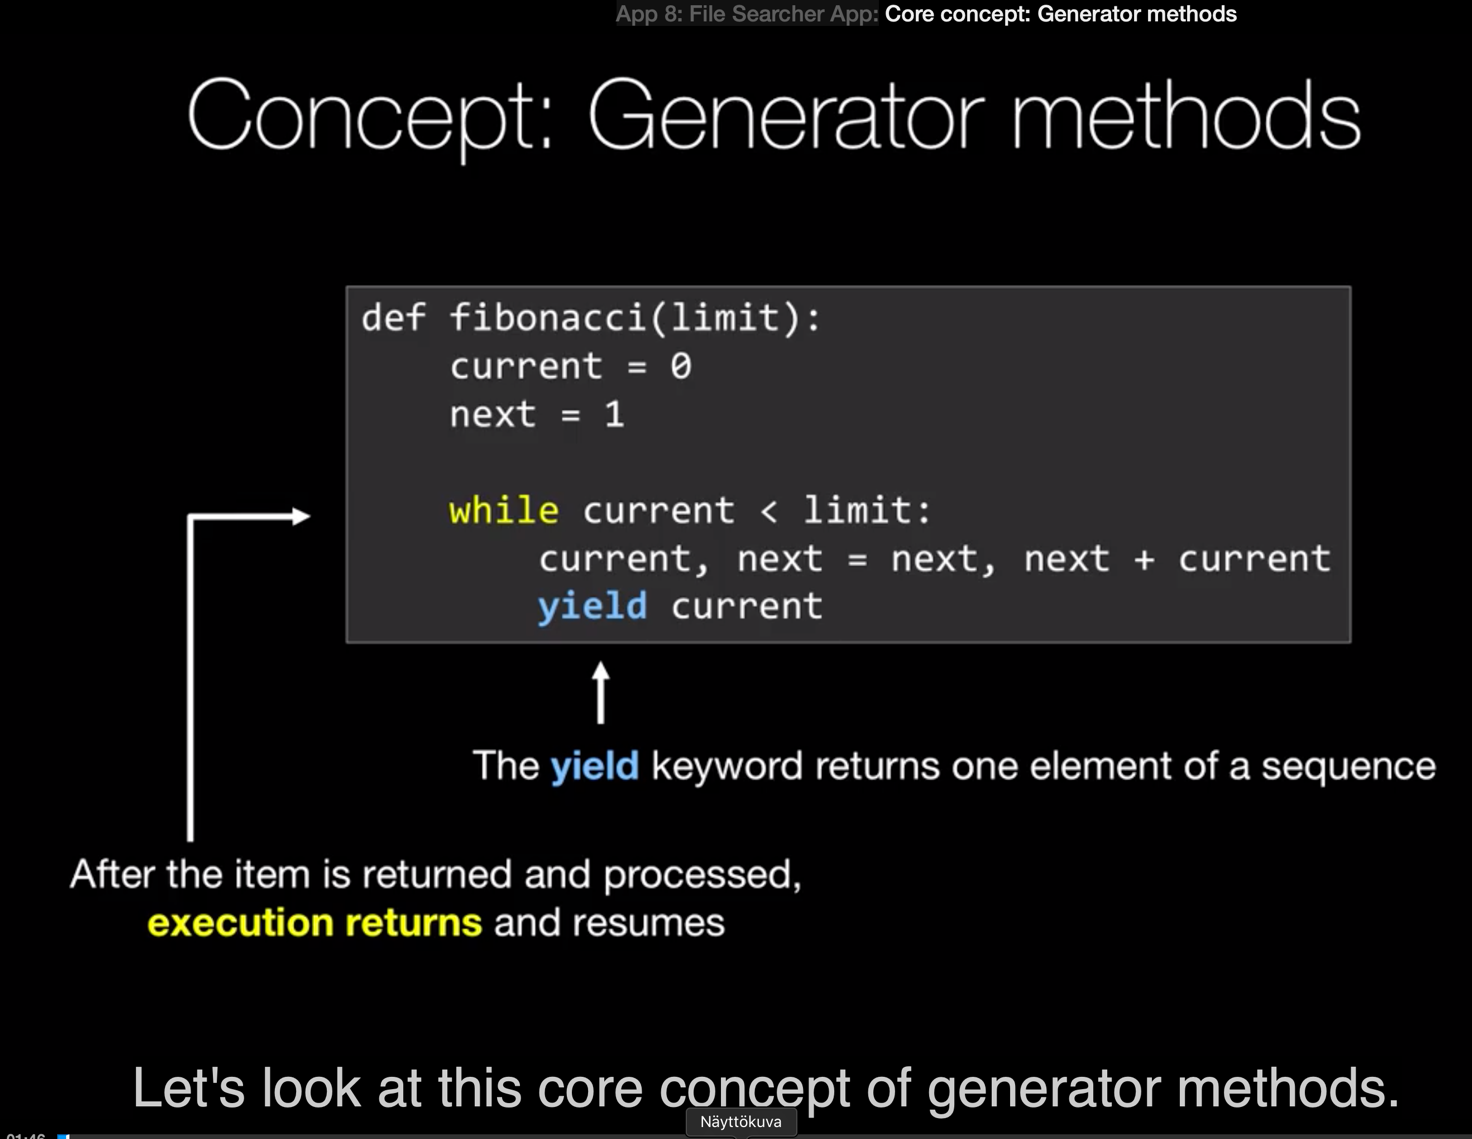 App 8: File Searcher App: Core concept: Generator methods
Concept: Generator methods
def fibonacci(limit):
    current = 0
    next = 1
    while current < limit:
        current, next = next, next + current
        yield current
The yield keyword returns one element of a sequence
After the item is returned and processed,
execution returns and resumes
Let's look at this core concept of generator methods.
Näyttökuva